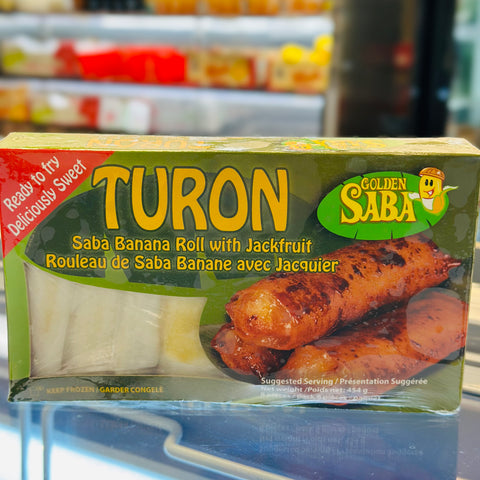 Ready to fry
Deliciously Sweet
TURON
GOLDEN
SABA
Saba Banana Roll with Jackfruit
Rouleau de Saba Banane avec Jacquier
KEEP FROZEN / GARDER CONGELÉ
Suggested Serving / Présentation Suggérée
Net weight /Poids net: 454 g